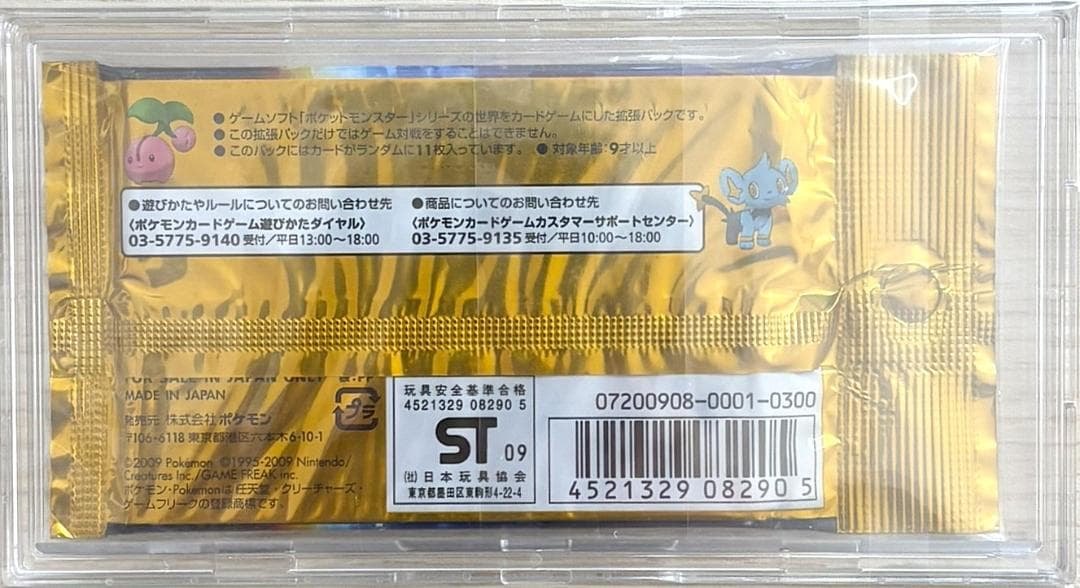 ● ゲームソフト「ポケットモンスター」シリーズの世界をカードゲームにした拡張パックです。
● この拡張パックだけではゲーム対戦をすることはできません。
● このパックにはカードがランダムに11枚入っています。 ● 対象年齢:9才以上
●遊びかたやルールについてのお問い合わせ先
〈ポケモンカードゲーム遊びかたダイヤル〉
03-5775-9140 受付/平日13:00〜18:00
●商品についてのお問い合わせ先
〈ポケモンカードゲームカスタマーサポートセンター〉
03-5775-9135 受付/平日10:00〜18:00
FOR SALE IN JAPAN ONLY 袋:PP
MADE IN JAPAN
プラ
発売元 株式会社ポケモン
〒106-6118 東京都港区六本木6-10-1
©2009 Pokémon ©1995-2009 Nintendo/
Creatures Inc./GAME FREAK inc.
ポケモン・Pokémonは任天堂・クリーチャーズ・
ゲームフリークの登録商標です。
玩具安全基準合格
4521329 08290 5
ST 09
(社)日本玩具協会
東京都墨田区東駒形4-22-4
07200908-0001-0300
4 521329 08290 5